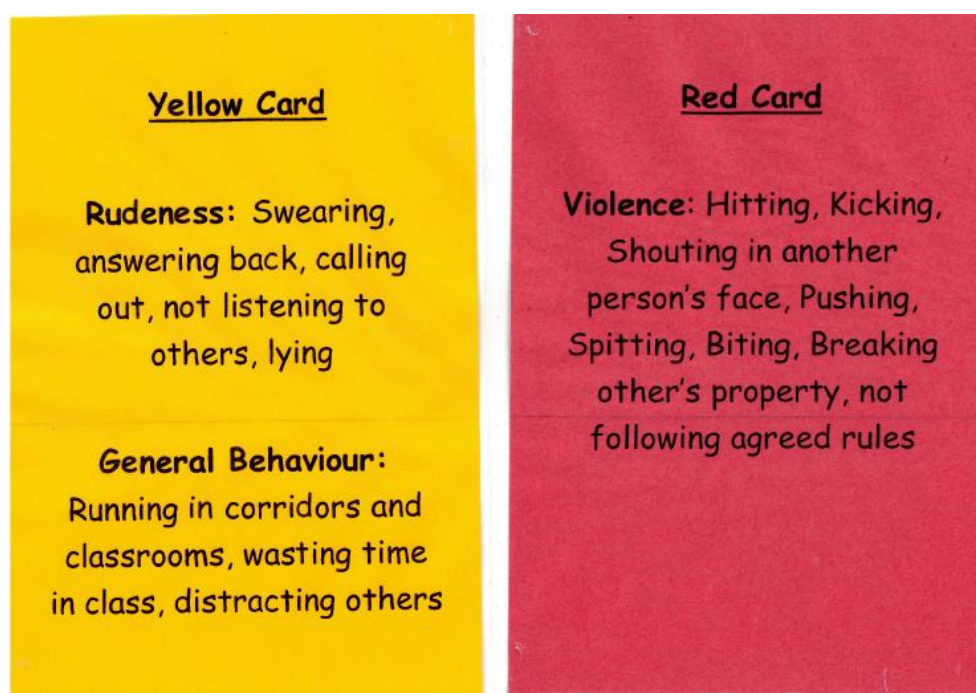 Yellow Card
Rudeness: Swearing,
answering back, calling
out, not listening to
others, lying
General Behaviour:
Running in corridors and
classrooms, wasting time
in class, distracting others
Red Card
Violence: Hitting, Kicking,
Shouting in another
person's face, Pushing,
Spitting, Biting, Breaking
other's property, not
following agreed rules